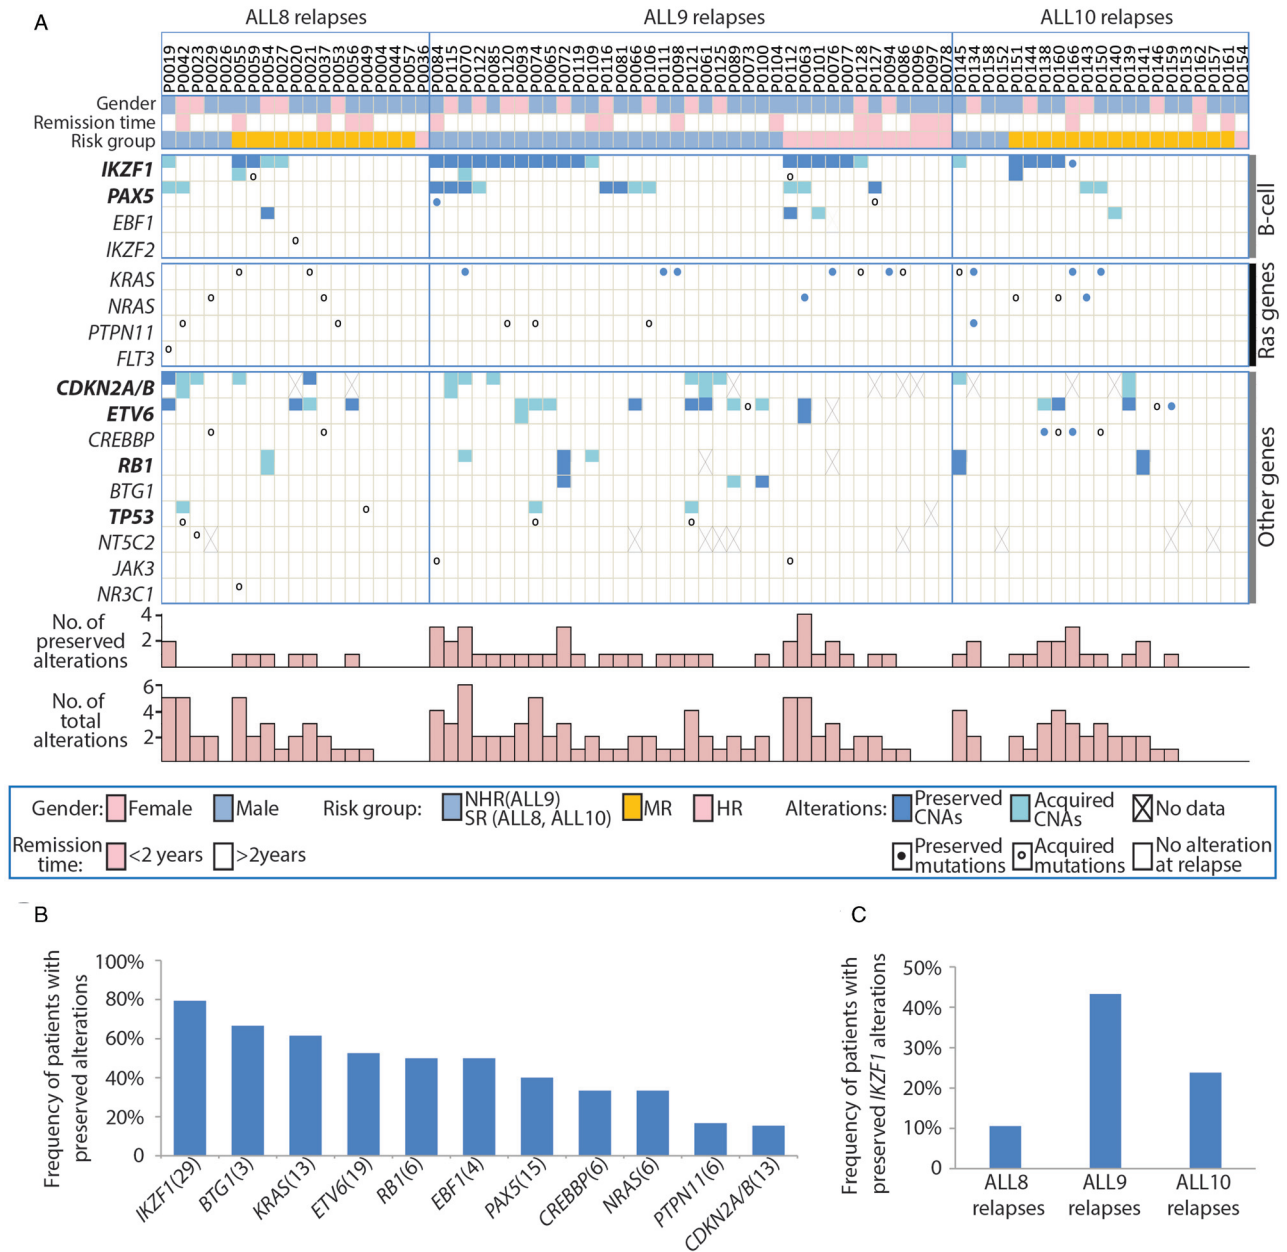 A
ALL8 relapses
ALL9 relapses
ALL10 relapses
P0019 P0042 P0023 P0029 P0026 P0055 P0059 P0054 P0027 P0020 P0021 P0037 P0053 P0056 P0049 P0004 P0044 P0057 P0036 P0084 P0115 P0070 P0122 P0085 P0120 P0093 P0074 P0065 P0072 P0119 P0109 P0116 P0081 P0066 P0106 P0111 P0098 P0121 P0061 P0125 P0089 P0073 P0100 P0104 P0112 P0063 P0101 P0076 P0077 P0128 P0127 P0094 P0086 P0096 P0097 P0078 P0145 P0134 P0158 P0152 P0151 P0144 P0138 P0160 P0166 P0143 P0150 P0140 P0139 P0141 P0146 P0159 P0153 P0162 P0157 P0161 P0154
Gender
Remission time
Risk group
IKZF1
PAX5
EBF1
IKZF2
B-cell
KRAS
NRAS
PTPN11
FLT3
Ras genes
CDKN2A/B
ETV6
CREBBP
RB1
BTG1
TP53
NT5C2
JAK3
NR3C1
Other genes
No. of
preserved
alterations
4
2
No. of
total
alterations
6
4
2
Gender: Female Male
Risk group: NHR(ALL9)
SR (ALL8, ALL10)
MR HR
Alterations: Preserved
CNAs
Acquired
CNAs
No data
Remission
time:
<2 years >2years
Preserved
mutations
Acquired
mutations
No alteration
at relapse
B
Frequency of patients with
preserved alterations
100%
80%
60%
40%
20%
0
IKZF1(29)
BTG1(3)
KRAS(13)
ETV6(19)
RB1(6)
EBF1(4)
PAX5(15)
CREBBP(6)
NRAS(6)
PTPN11(6)
CDKN2A/B(13)
C
Frequency of patients with
preserved IKZF1 alterations
50%
40%
30%
20%
10%
0
ALL8
relapses
ALL9
relapses
ALL10
relapses